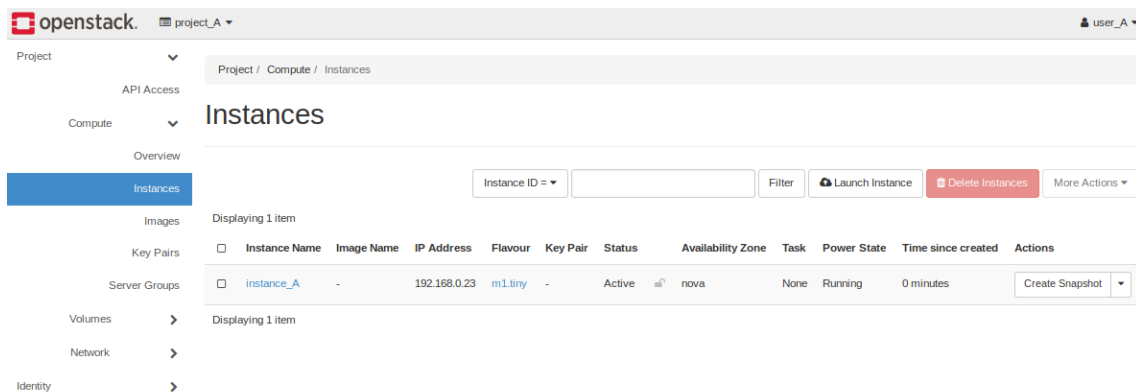 openstack. project_A user_A
Project
Project / Compute / Instances
API Access
Instances
Compute
Overview
Instances
Instance ID = Filter Launch Instance Delete Instances More Actions
Images
Displaying 1 item
Key Pairs
Instance Name Image Name IP Address Flavour Key Pair Status Availability Zone Task Power State Time since created Actions
Server Groups
instance_A - 192.168.0.23 m1.tiny - Active nova None Running 0 minutes Create Snapshot
Volumes
Displaying 1 item
Network
Identity